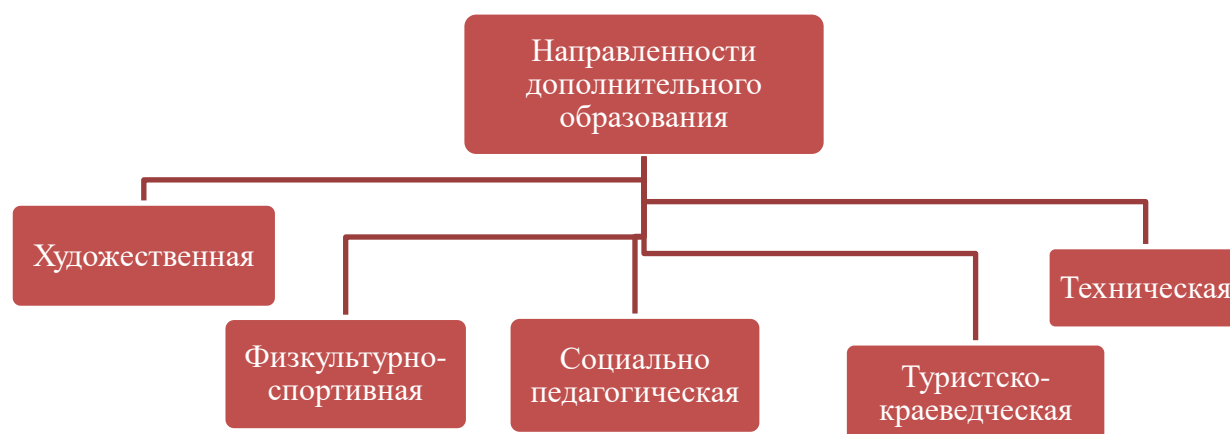 Направленности
дополнительного
образования
Художественная
Физкультурно-
спортивная
Социально
педагогическая
Туристско-
краеведческая
Техническая